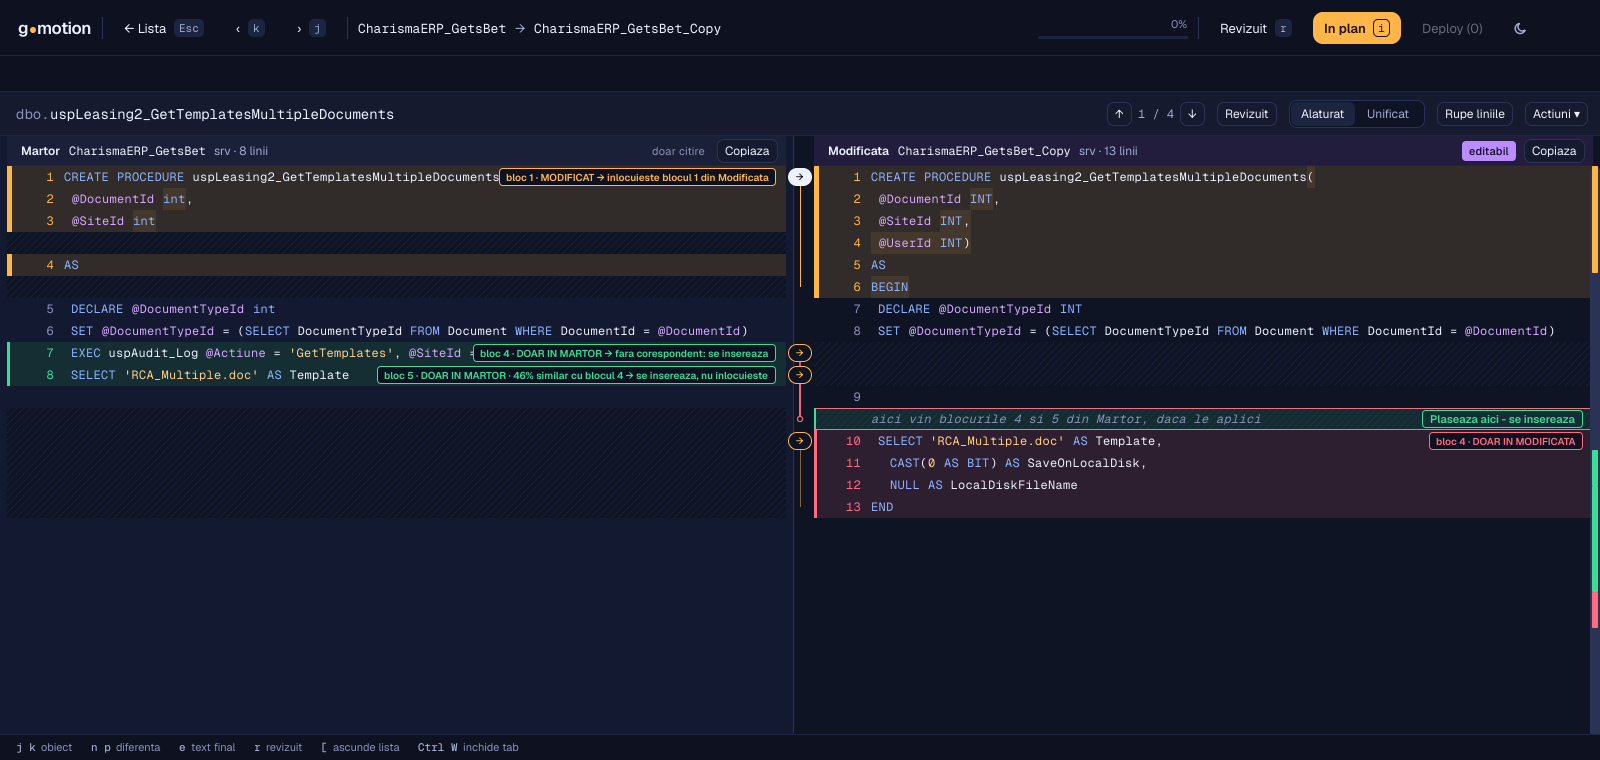 g•motion
← Lista Esc ‹ k › j CharismaERP_GetsBet → CharismaERP_GetsBet_Copy 0% Revizuit r In plan i Deploy (0)
dbo.uspLeasing2_GetTemplatesMultipleDocuments ↑ 1 / 4 ↓ Revizuit Alaturat Unificat Rupe liniile Actiuni ▾
Martor CharismaERP_GetsBet srv · 8 linii doar citire Copiaza
1 CREATE PROCEDURE uspLeasing2_GetTemplatesMultipleDocuments bloc 1 · MODIFICAT → inlocuieste blocul 1 din Modificata →
2 @DocumentId int,
3 @SiteId int
4 AS
5 DECLARE @DocumentTypeId int
6 SET @DocumentTypeId = (SELECT DocumentTypeId FROM Document WHERE DocumentId = @DocumentId)
7 EXEC uspAudit_Log @Actiune = 'GetTemplates', @SiteId = bloc 4 · DOAR IN MARTOR → fara corespondent: se insereaza →
8 SELECT 'RCA_Multiple.doc' AS Template bloc 5 · DOAR IN MARTOR · 46% similar cu blocul 4 → se insereaza, nu inlocuieste →
→
Modificata CharismaERP_GetsBet_Copy srv · 13 linii editabil Copiaza
1 CREATE PROCEDURE uspLeasing2_GetTemplatesMultipleDocuments(
2 @DocumentId INT,
3 @SiteId INT,
4 @UserId INT)
5 AS
6 BEGIN
7 DECLARE @DocumentTypeId INT
8 SET @DocumentTypeId = (SELECT DocumentTypeId FROM Document WHERE DocumentId = @DocumentId)
9
aici vin blocurile 4 si 5 din Martor, daca le aplici Plaseaza aici - se insereaza
10 SELECT 'RCA_Multiple.doc' AS Template, bloc 4 · DOAR IN MODIFICATA
11 CAST(0 AS BIT) AS SaveOnLocalDisk,
12 NULL AS LocalDiskFileName
13 END
j k obiect n p diferenta e text final r revizuit [ ascunde lista Ctrl W inchide tab